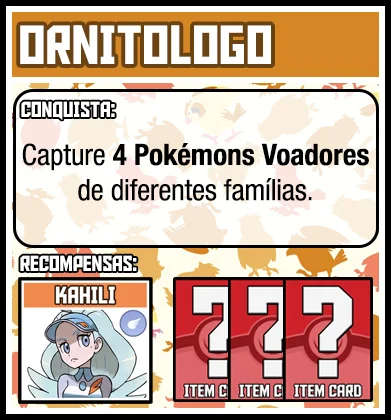 ORNITOLOGO
CONQUISTA:
Capture 4 Pokémons Voadores
de diferentes famílias.
RECOMPENSAS:
KAHILI
?
?
?
ITEM C
ITEM C
ITEM CARD